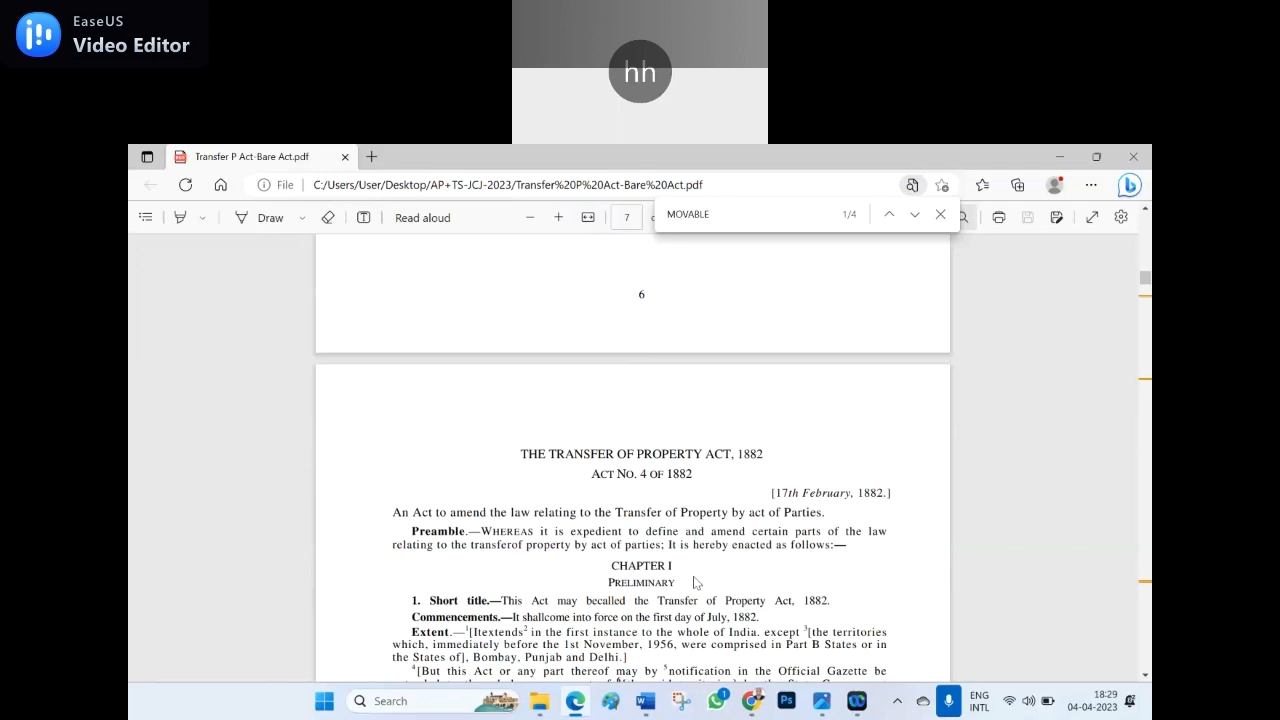 EaseUS
Video Editor
hh
Transfer P Act-Bare Act.pdf
File
C:/Users/User/Desktop/AP+TS-JCJ-2023/Transfer%20P%20Act-Bare%20Act.pdf
Draw
Read aloud
7
MOVABLE
1/4
6
THE TRANSFER OF PROPERTY ACT, 1882
ACT NO. 4 OF 1882
[17th February, 1882.]
An Act to amend the law relating to the Transfer of Property by act of Parties.
Preamble.—WHEREAS it is expedient to define and amend certain parts of the law
relating to the transferof property by act of parties; It is hereby enacted as follows:—
CHAPTER I
PRELIMINARY
1. Short title.—This Act may becalled the Transfer of Property Act, 1882.
Commencements.—It shallcome into force on the first day of July, 1882.
Extent.—1[Itextends2 in the first instance to the whole of India. except 3[the territories
which, immediately before the 1st November, 1956, were comprised in Part B States or in
the States of], Bombay, Punjab and Delhi.]
4[But this Act or any part thereof may by 5notification in the Official Gazette be
Search
1
ENG
INTL
18:29
04-04-2023